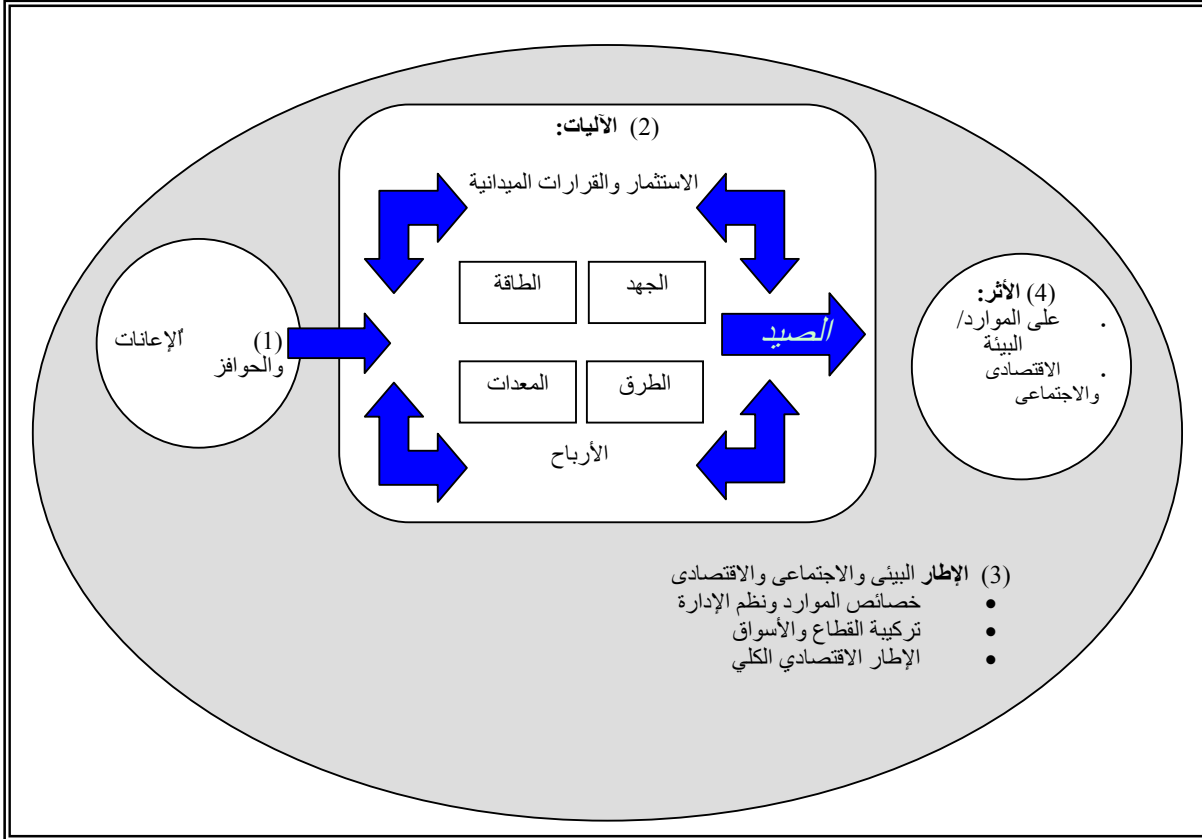 (2) الآليات:
الاستثمار والقرارات الميدانية
الجهد
الطاقة
الطرق
المعدات
الأرباح
الصيد
(1) الإعانات
والحوافز
(4) الأثر:
. على الموارد/
البيئة
. الاقتصادى
والاجتماعى
(3) الإطار البيئى والاجتماعى والاقتصادى
• خصائص الموارد ونظم الإدارة
• تركيبة القطاع والأسواق
• الإطار الاقتصادي الكلي